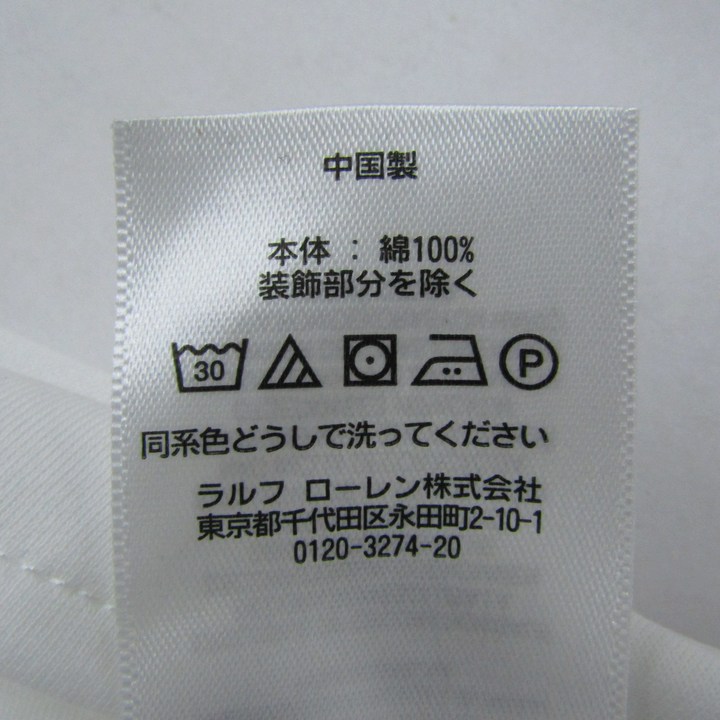 中国製
本体 : 綿100%
装飾部分を除く
30 P
同系色どうしで洗ってください
ラルフ ローレン株式会社
東京都千代田区永田町2-10-1
0120-3274-20